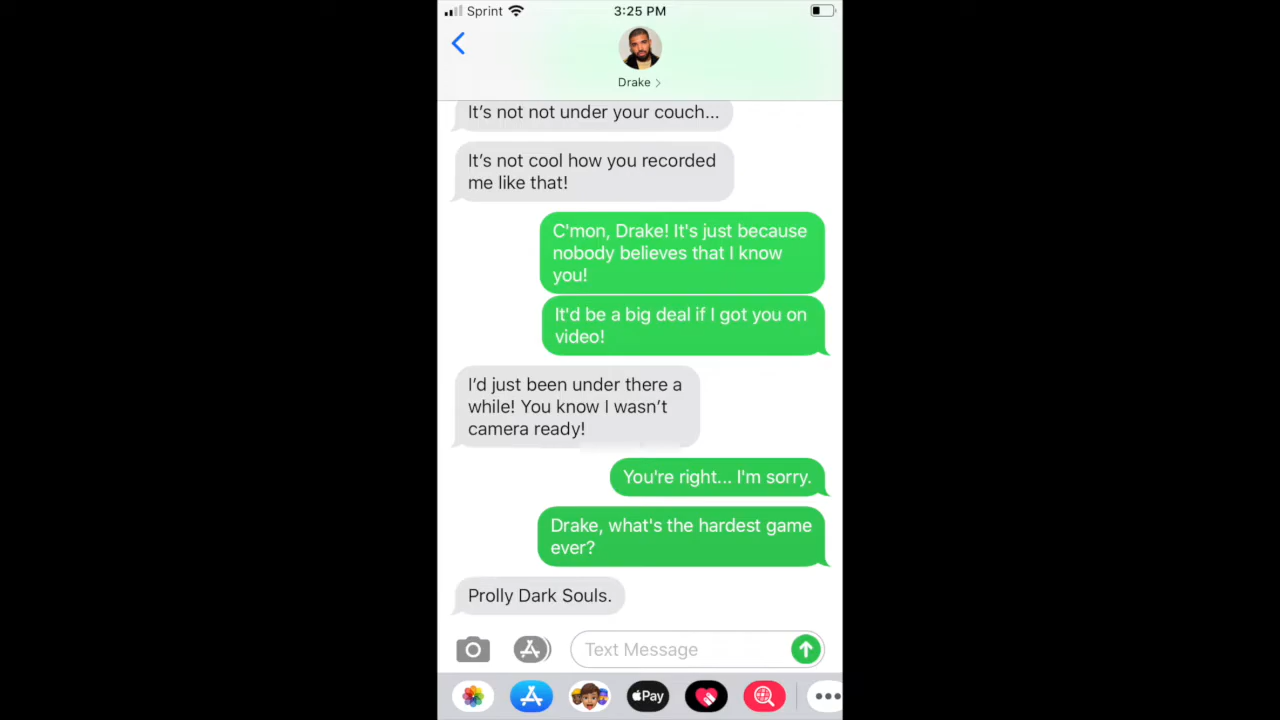 Sprint
3:25 PM
Drake
It’s not not under your couch...
It’s not cool how you recorded
me like that!
C'mon, Drake! It's just because
nobody believes that I know
you!
It'd be a big deal if I got you on
video!
I’d just been under there a
while! You know I wasn’t
camera ready!
You're right... I'm sorry.
Drake, what's the hardest game
ever?
Prolly Dark Souls.
Text Message
Pay